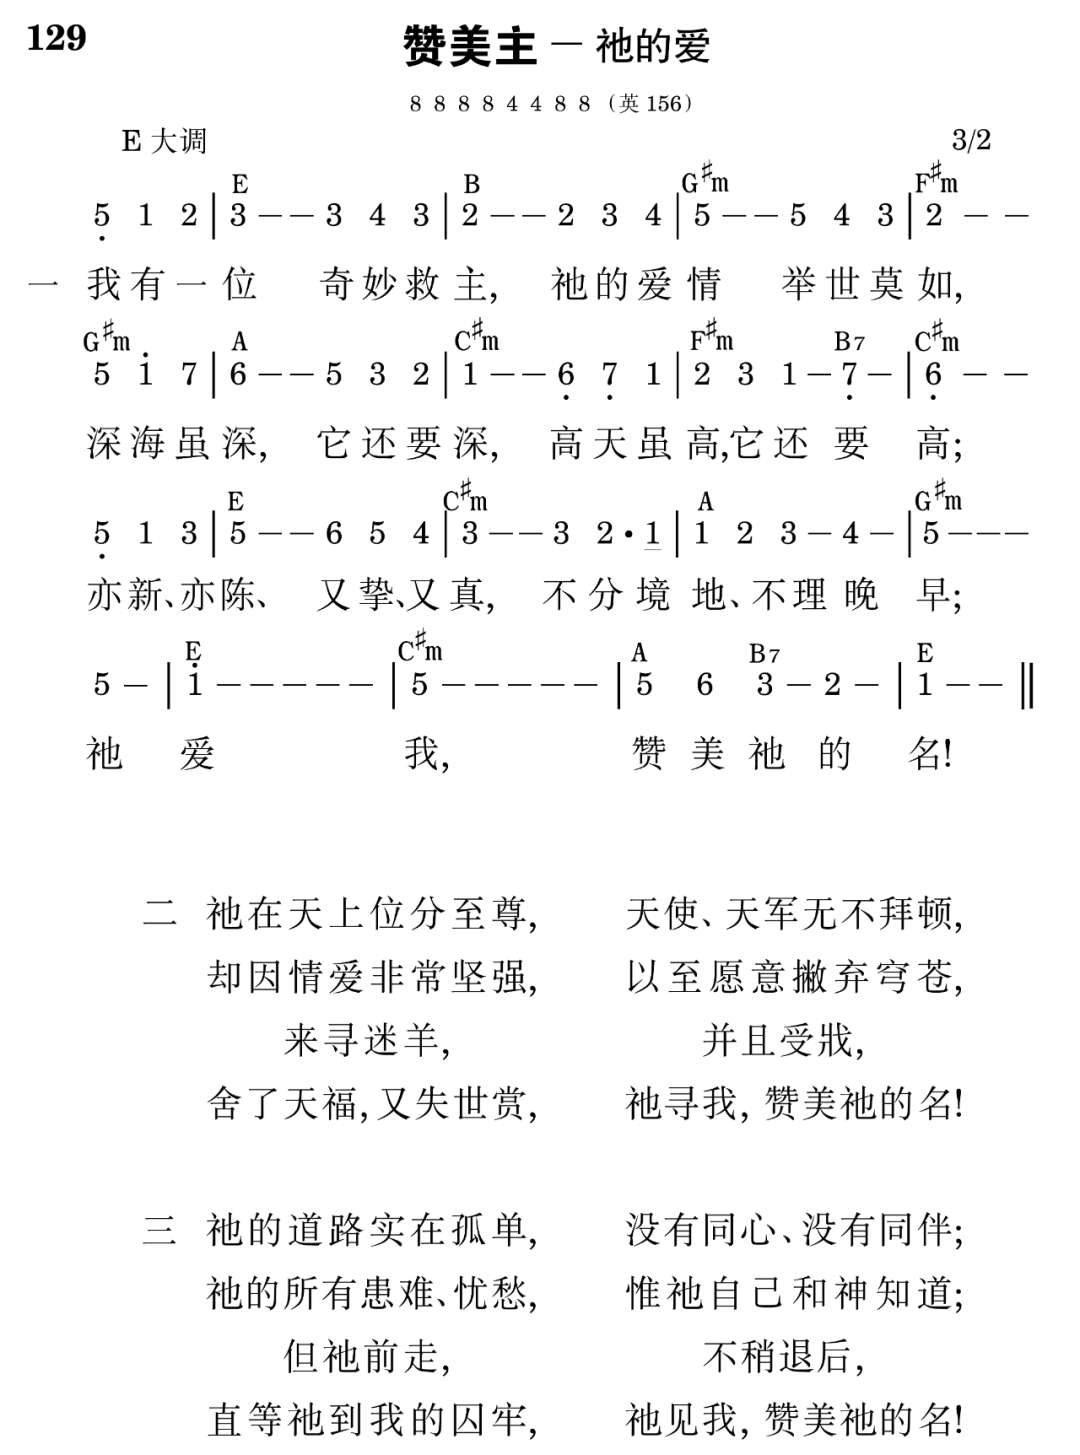 129
赞美主 — 祂的爱
8 8 8 8 4 4 8 8 (英 156)
E 大调 3/2
E B G♯m F♯m
5̣ 1 2 | 3 — — 3 4 3 | 2 — — 2 3 4 | 5 — — 5 4 3 | 2 — —
一 我有一位 奇妙救主, 祂的爱情 举世莫如,
G♯m A C♯m F♯m B7 C♯m
5 1̇ 7 | 6 — — 5 3 2 | 1 — — 6̣ 7̣ 1 | 2 3 1 — 7̣ — | 6̣ — —
深海虽深, 它还要深, 高天虽高,它还 要 高;
E C♯m A G♯m
5̣ 1 3 | 5 — — 6 5 4 | 3 — — 3 2 • 1̲ | 1 2 3 — 4 — | 5 — — —
亦新、亦陈、 又挚、又真, 不分境 地、不理晚 早;
E C♯m A B7 E
5 — | 1̇ — — — — — | 5 — — — — — | 5 6 3 — 2 — | 1 — — ‖
祂 爱 我, 赞 美 祂 的 名!
二 祂在天上位分至尊, 天使、天军无不拜顿,
却因情爱非常坚强, 以至愿意撇弃穹苍,
来寻迷羊, 并且受戕,
舍了天福,又失世赏, 祂寻我, 赞美祂的名!
三 祂的道路实在孤单, 没有同心、没有同伴;
祂的所有患难、忧愁, 惟祂自己和神知道;
但祂前走, 不稍退后,
直等祂到我的囚牢, 祂见我, 赞美祂的名!